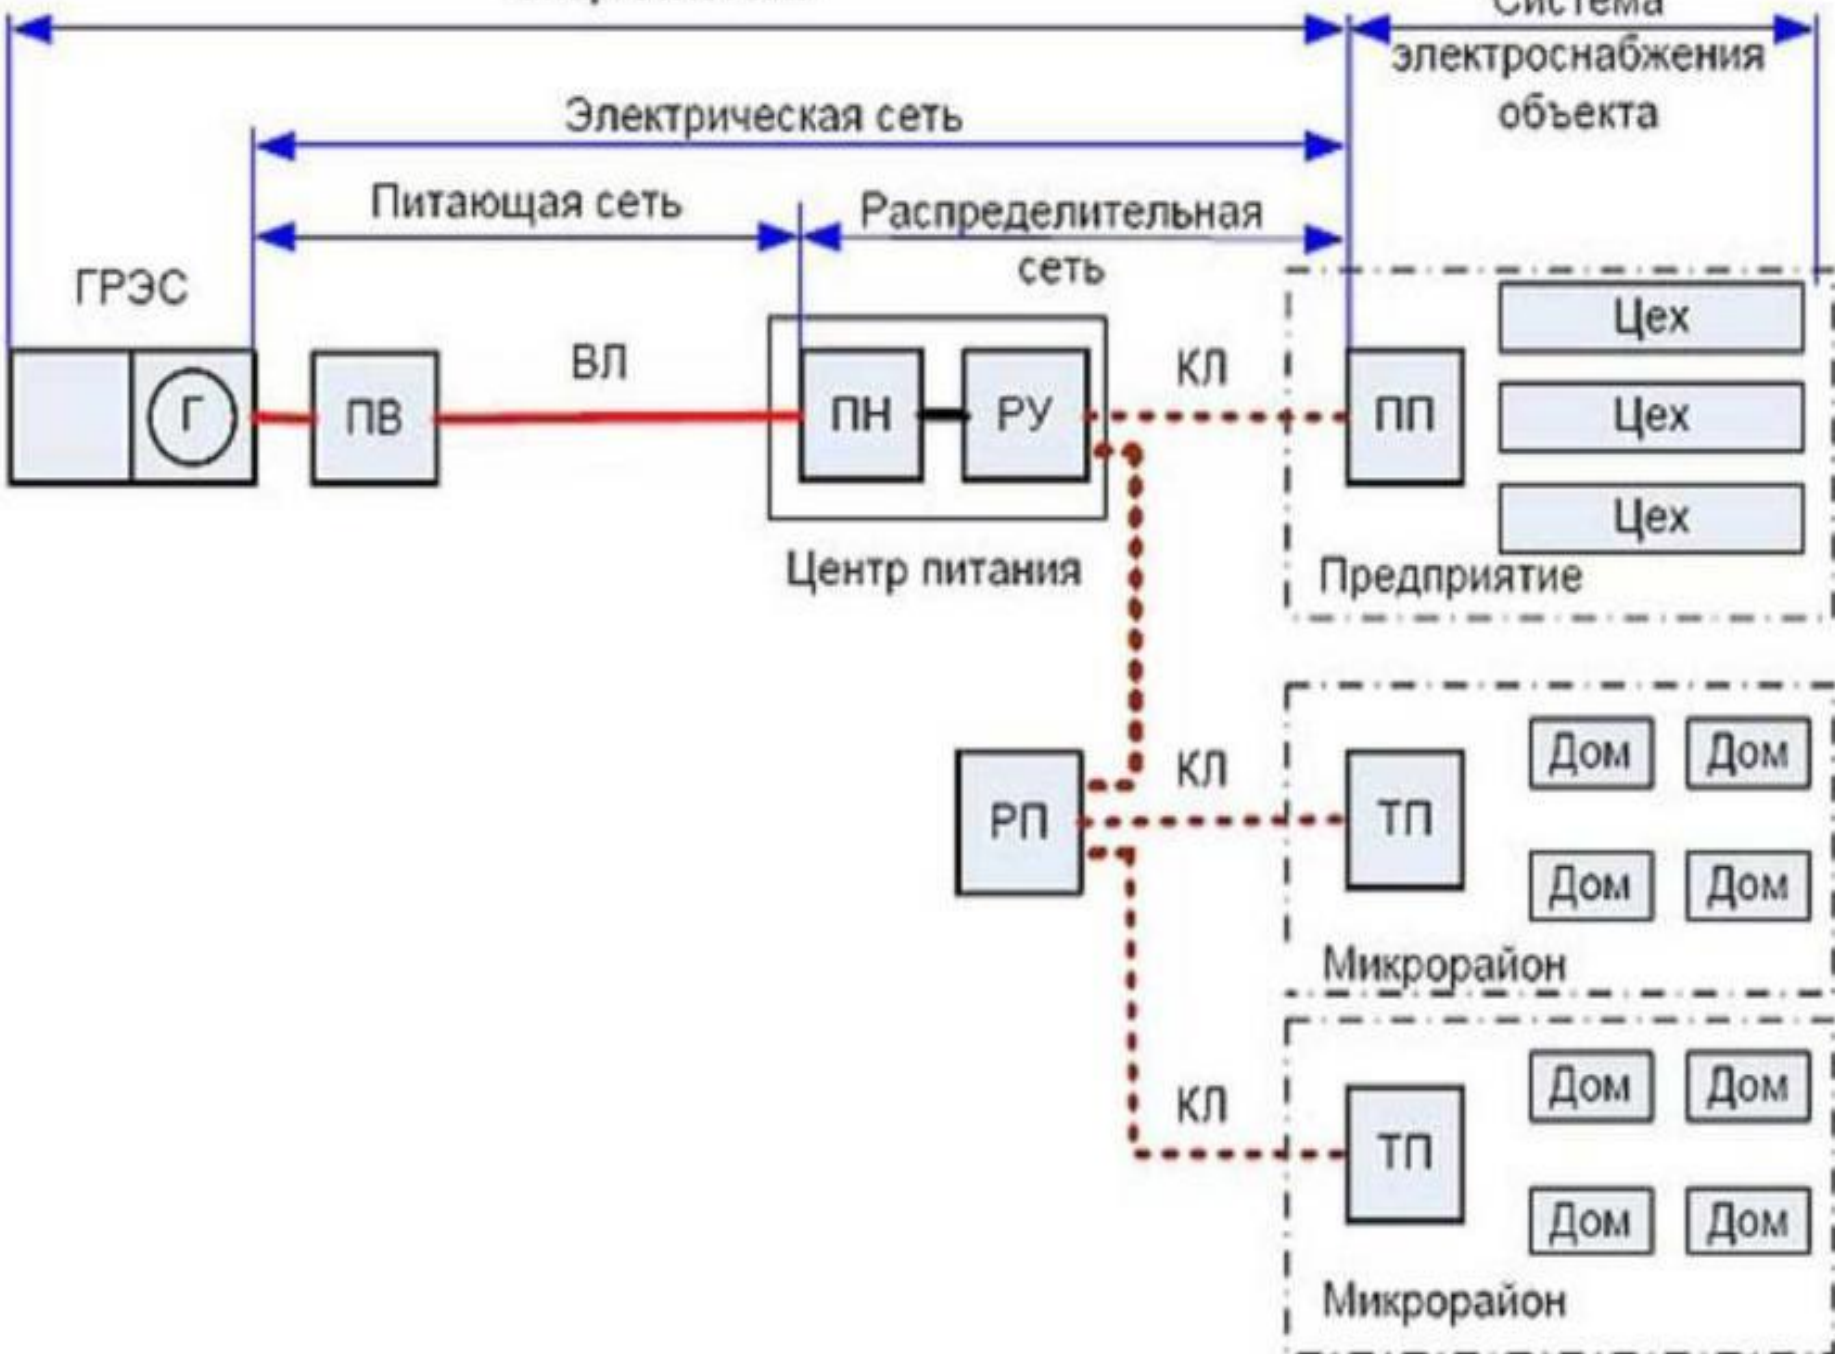 Система
электроснабжения
объекта
Электрическая сеть
Питающая сеть
Распределительная
сеть
ГРЭС
Г
ПВ
ВЛ
ПН
РУ
КЛ
ПП
Цех
Цех
Цех
Центр питания
Предприятие
РП
КЛ
ТП
Дом
Дом
Дом
Дом
Микрорайон
КЛ
ТП
Дом
Дом
Дом
Дом
Микрорайон